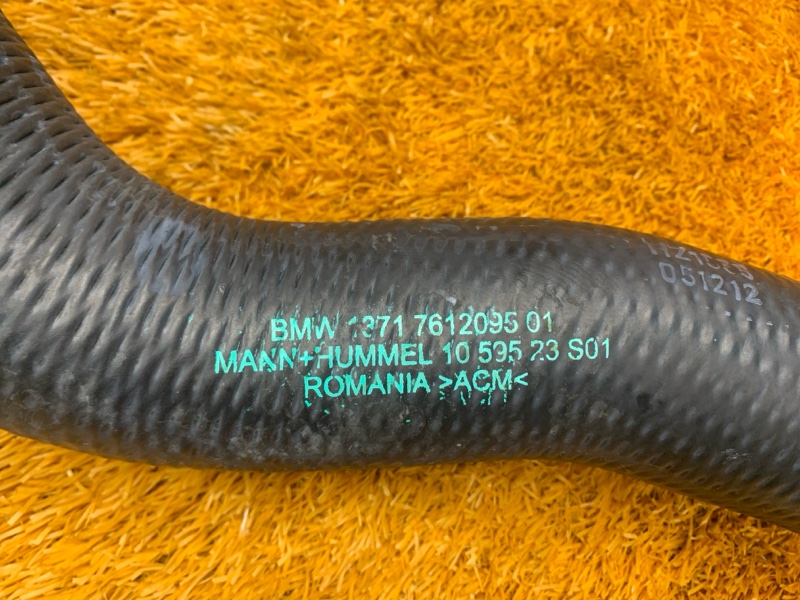 BMW 1371 7612095 01
MANN+HUMMEL 10 595 23 S01
ROMANIA >ACM<
051212